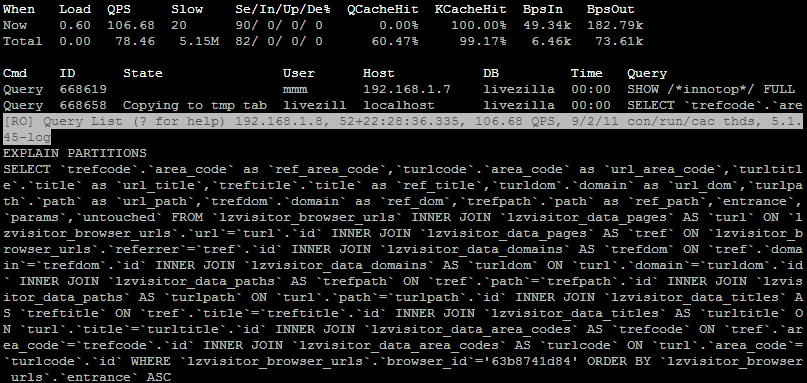 When   Load  QPS     Slow   Se/In/Up/De%  QCacheHit  KCacheHit  BpsIn   BpsOut
Now    0.60  106.68  20     90/ 0/ 0/ 0       0.00%    100.00%  49.34k  182.79k
Total  0.00   78.46  5.15M  82/ 0/ 0/ 0      60.47%     99.17%   6.46k   73.61k
Cmd    ID      State               User      Host         DB         Time   Query
Query  668619                      mmm       192.168.1.7  livezilla  00:00  SHOW /*innotop*/ FULL
Query  668658  Copying to tmp tab  livezill  localhost    livezilla  00:00  SELECT `trefcode`.`are
[RO] Query List (? for help) 192.168.1.8, 52+22:28:36.335, 106.68 QPS, 9/2/11 con/run/cac thds, 5.1.
45-log
EXPLAIN PARTITIONS
SELECT `trefcode`.`area_code` as `ref_area_code`,`turlcode`.`area_code` as `url_area_code`,`turltitl
e`.`title` as `url_title`,`treftitle`.`title` as `ref_title`,`turldom`.`domain` as `url_dom`,`turlpa
th`.`path` as `url_path`,`trefdom`.`domain` as `ref_dom`,`trefpath`.`path` as `ref_path`,`entrance`,
`params`,`untouched` FROM `lzvisitor_browser_urls` INNER JOIN `lzvisitor_data_pages` AS `turl` ON `l
zvisitor_browser_urls`.`url`=`turl`.`id` INNER JOIN `lzvisitor_data_pages` AS `tref` ON `lzvisitor_b
rowser_urls`.`referrer`=`tref`.`id` INNER JOIN `lzvisitor_data_domains` AS `trefdom` ON `tref`.`doma
in`=`trefdom`.`id` INNER JOIN `lzvisitor_data_domains` AS `turldom` ON `turl`.`domain`=`turldom`.`id
` INNER JOIN `lzvisitor_data_paths` AS `trefpath` ON `tref`.`path`=`trefpath`.`id` INNER JOIN `lzvis
itor_data_paths` AS `turlpath` ON `turl`.`path`=`turlpath`.`id` INNER JOIN `lzvisitor_data_titles` A
S `treftitle` ON `tref`.`title`=`treftitle`.`id` INNER JOIN `lzvisitor_data_titles` AS `turltitle` O
N `turl`.`title`=`turltitle`.`id` INNER JOIN `lzvisitor_data_area_codes` AS `trefcode` ON `tref`.`ar
ea_code`=`trefcode`.`id` INNER JOIN `lzvisitor_data_area_codes` AS `turlcode` ON `turl`.`area_code`=
`turlcode`.`id` WHERE `lzvisitor_browser_urls`.`browser_id`='63b8741d84' ORDER BY `lzvisitor_browser
_urls`.`entrance` ASC